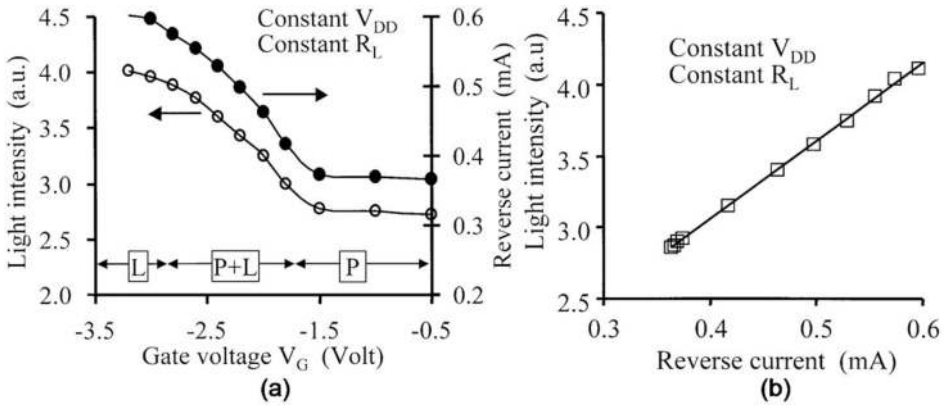 4.5
4.0
3.5
3.0
2.5
2.0
Light intensity (a.u.)
Constant V_DD
Constant R_L
L
P+L
P
-3.5
-2.5
-1.5
-0.5
Gate voltage V_G (Volt)
(a)
0.6
0.5
0.4
0.3
0.2
Reverse current (mA)
4.5
4.0
3.5
3.0
2.5
Light intensity (a.u)
Constant V_DD
Constant R_L
0.3
0.4
0.5
0.6
Reverse current (mA)
(b)